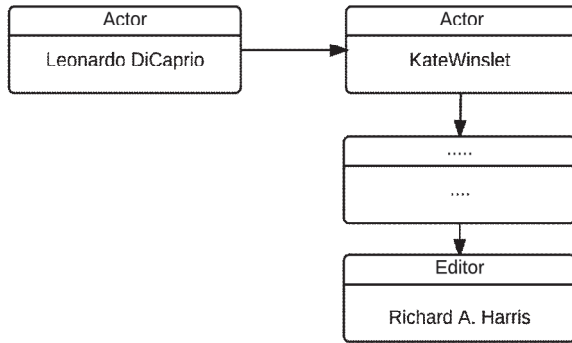 Actor
Leonardo DiCaprio
Actor
KateWinslet
.....
....
Editor
Richard A. Harris